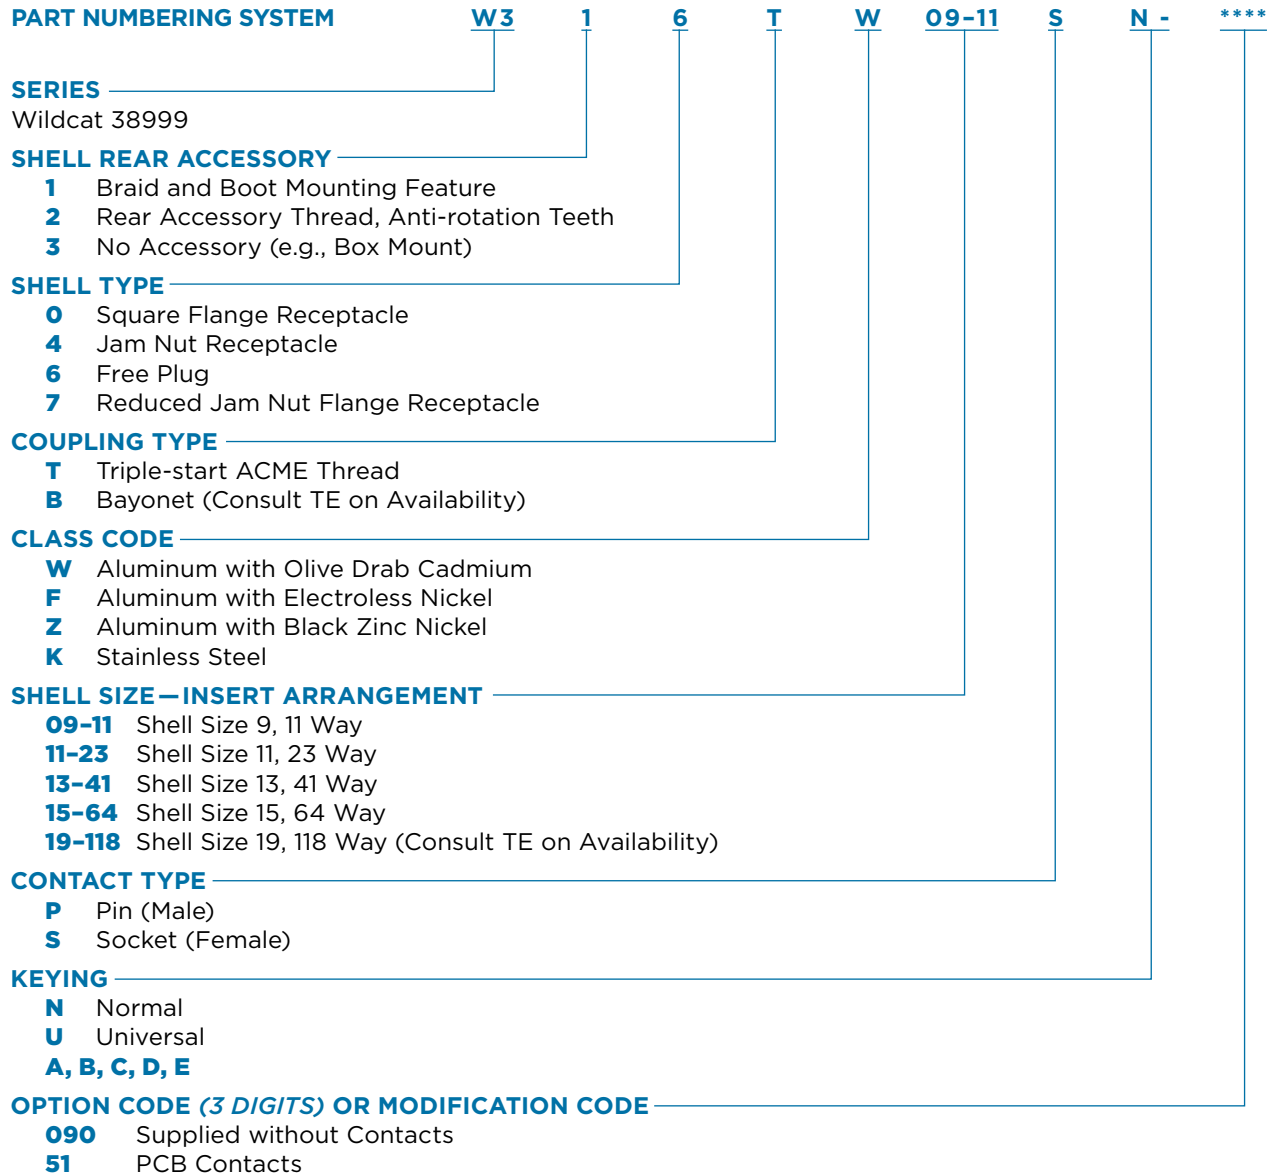 PART NUMBERING SYSTEM W3 1 6 T W 09–11 S N - ****
SERIES
Wildcat 38999
SHELL REAR ACCESSORY
1 Braid and Boot Mounting Feature
2 Rear Accessory Thread, Anti-rotation Teeth
3 No Accessory (e.g., Box Mount)
SHELL TYPE
0 Square Flange Receptacle
4 Jam Nut Receptacle
6 Free Plug
7 Reduced Jam Nut Flange Receptacle
COUPLING TYPE
T Triple-start ACME Thread
B Bayonet (Consult TE on Availability)
CLASS CODE
W Aluminum with Olive Drab Cadmium
F Aluminum with Electroless Nickel
Z Aluminum with Black Zinc Nickel
K Stainless Steel
SHELL SIZE—INSERT ARRANGEMENT
09–11 Shell Size 9, 11 Way
11–23 Shell Size 11, 23 Way
13–41 Shell Size 13, 41 Way
15–64 Shell Size 15, 64 Way
19–118 Shell Size 19, 118 Way (Consult TE on Availability)
CONTACT TYPE
P Pin (Male)
S Socket (Female)
KEYING
N Normal
U Universal
A, B, C, D, E
OPTION CODE (3 DIGITS) OR MODIFICATION CODE
090 Supplied without Contacts
51 PCB Contacts